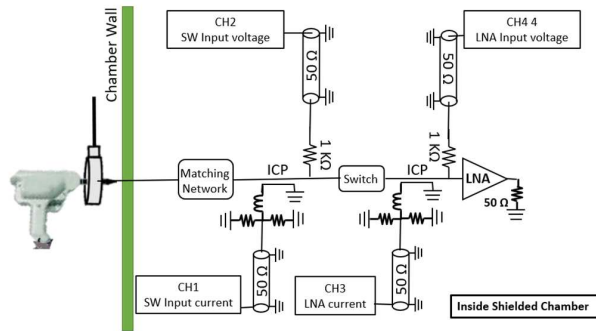 Chamber Wall
CH2
SW Input voltage
50 Ω
1 KΩ
CH4 4
LNA Input voltage
50 Ω
1 KΩ
Matching
Network
ICP
Switch
ICP
LNA
50 Ω
CH1
SW Input current
50 Ω
CH3
LNA current
50 Ω
Inside Shielded Chamber